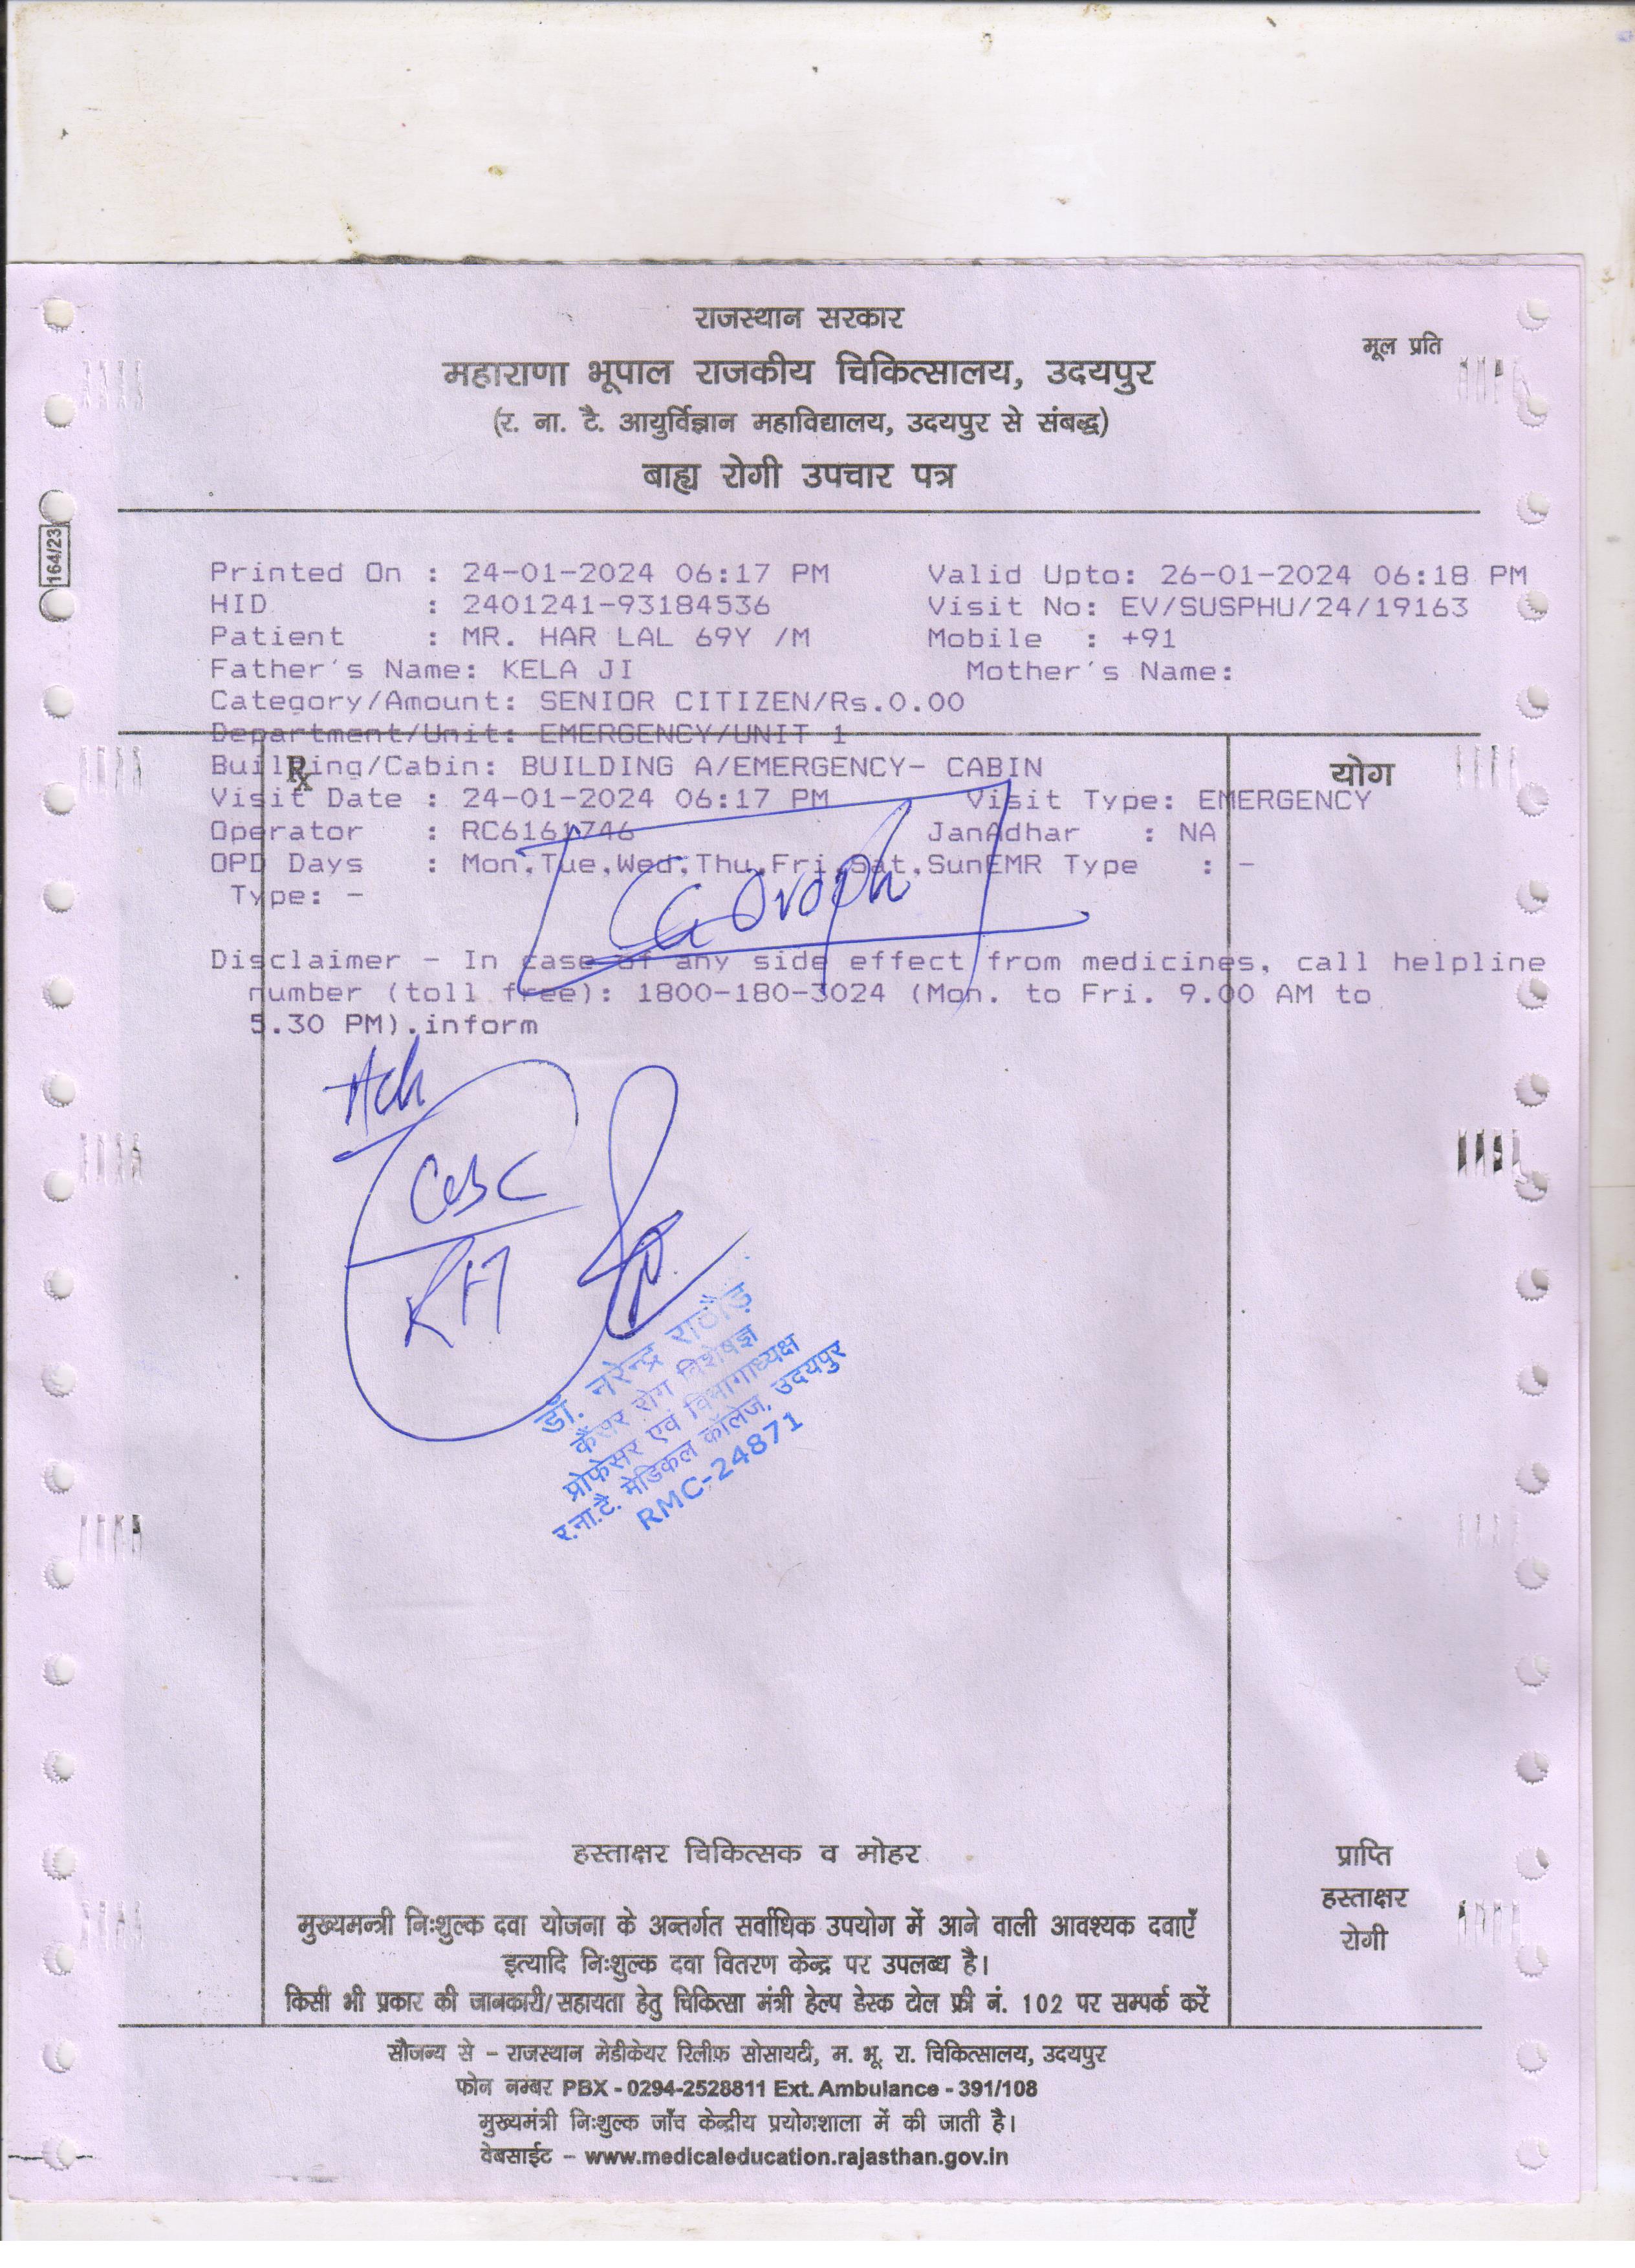 राजस्थान सरकार
मूल प्रति
महाराणा भूपाल राजकीय चिकित्सालय, उदयपुर
(र. ना. टै. आयुर्विज्ञान महाविद्यालय, उदयपुर से संबद्ध)
बाह्य रोगी उपचार पत्र
164/23
Printed On : 24-01-2024 06:17 PM Valid Upto: 26-01-2024 06:18 PM
HID : 2401241-93184536 Visit No: EV/SUSPHU/24/19163
Patient : MR. HAR LAL 69Y /M Mobile : +91
Father's Name: KELA JI Mother's Name:
Category/Amount: SENIOR CITIZEN/Rs.0.00
Department/Unit: EMERGENCY/UNIT 1
Building/Cabin: BUILDING A/EMERGENCY- CABIN
Rx
योग
Visit Date : 24-01-2024 06:17 PM Visit Type: EMERGENCY
Operator : RC6161746 JanAdhar : NA
OPD Days : Mon,Tue,Wed,Thu,Fri,Sat,SunEMR Type : -
Type: -
Ca Oroph
Disclaimer - In case of any side effect from medicines, call helpline
number (toll free): 1800-180-3024 (Mon. to Fri. 9.00 AM to
5.30 PM).inform
CBC
डॉ. नरेन्द्र राठौड़
कैंसर रोग विशेषज्ञ
प्रोफेसर एवं विभागाध्यक्ष
र.ना.टै. मेडिकल कॉलेज, उदयपुर
RMC-24871
हस्ताक्षर चिकित्सक व मोहर
प्राप्ति
हस्ताक्षर
रोगी
मुख्यमन्त्री निःशुल्क दवा योजना के अन्तर्गत सर्वाधिक उपयोग में आने वाली आवश्यक दवाएँ
इत्यादि निःशुल्क दवा वितरण केन्द्र पर उपलब्ध है।
किसी भी प्रकार की जानकारी/सहायता हेतु चिकित्सा मंत्री हेल्प डेस्क टोल फ्री नं. 102 पर सम्पर्क करें
सौजन्य से - राजस्थान मेडीकेयर रिलीफ़ सोसायटी, म. भू. रा. चिकित्सालय, उदयपुर
फोन नम्बर PBX - 0294-2528811 Ext. Ambulance - 391/108
मुख्यमंत्री निःशुल्क जाँच केन्द्रीय प्रयोगशाला में की जाती है।
वेबसाईट - www.medicaleducation.rajasthan.gov.in